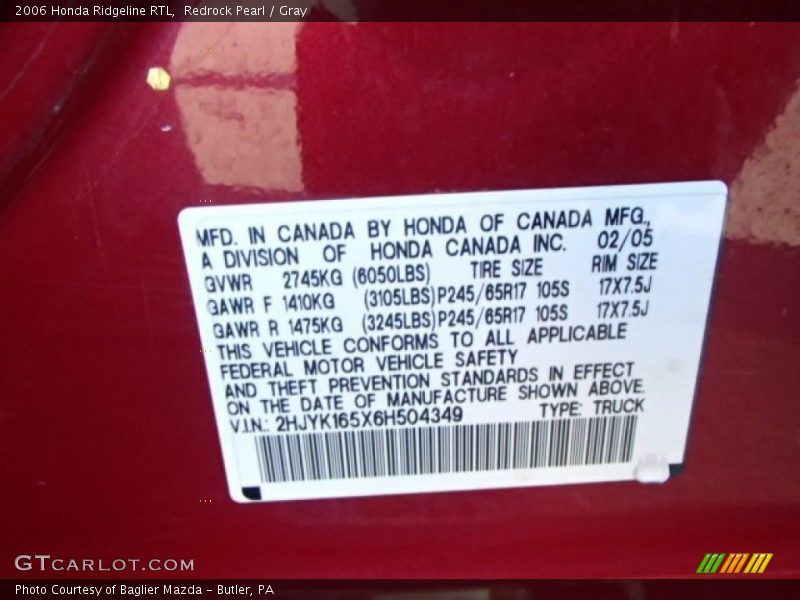 2006 Honda Ridgeline RTL, Redrock Pearl / Gray
MFD. IN CANADA BY HONDA OF CANADA MFG.,
A DIVISION OF HONDA CANADA INC. 02/05
GVWR 2745KG (6050LBS) TIRE SIZE RIM SIZE
GAWR F 1410KG (3105LBS) P245/65R17 105S 17X7.5J
GAWR R 1475KG (3245LBS) P245/65R17 105S 17X7.5J
THIS VEHICLE CONFORMS TO ALL APPLICABLE
FEDERAL MOTOR VEHICLE SAFETY
AND THEFT PREVENTION STANDARDS IN EFFECT
ON THE DATE OF MANUFACTURE SHOWN ABOVE.
V.I.N.: 2HJYK165X6H504349 TYPE: TRUCK
GTCARLOT.COM
Photo Courtesy of Baglier Mazda - Butler, PA